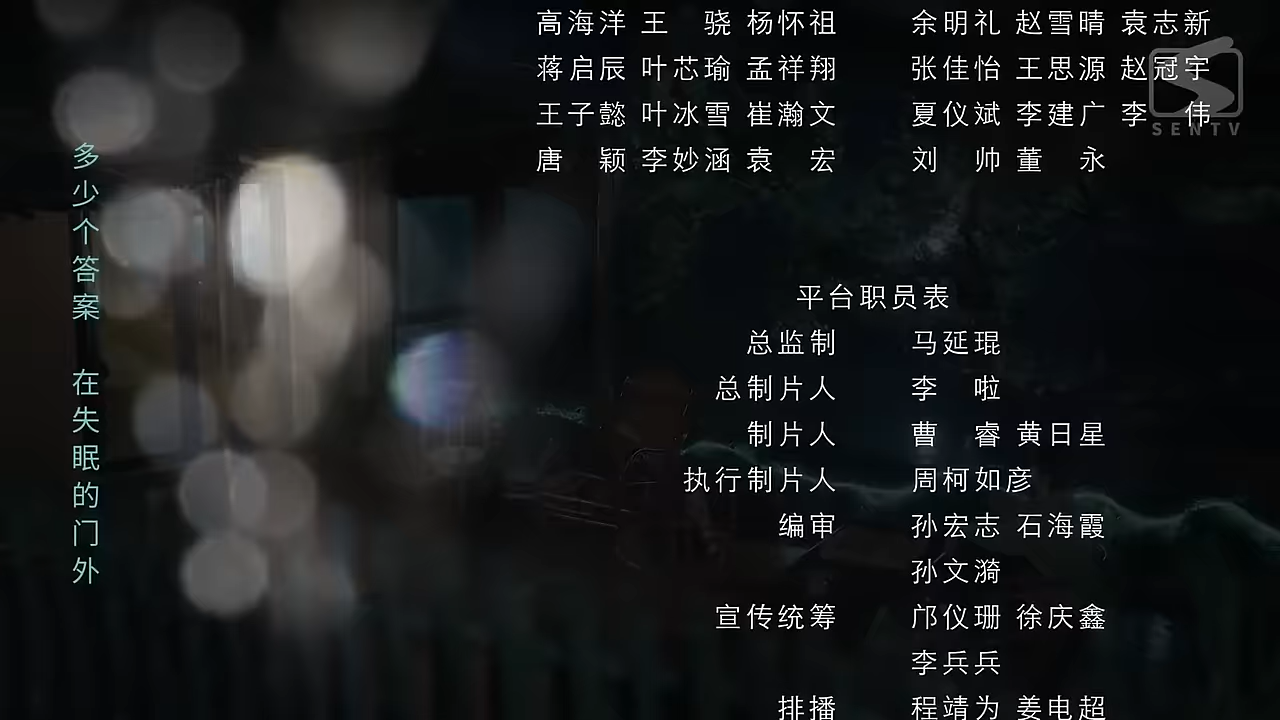 高海洋 王　骁 杨怀祖 余明礼 赵雪晴 袁志新
蒋启辰 叶芯瑜 孟祥翔 张佳怡 王思源 赵冠宇
王子懿 叶冰雪 崔瀚文 夏仪斌 李建广 李　伟
唐　颖 李妙涵 袁　宏 刘　帅 董　永
SENTV
多少个答案 在失眠的门外
平台职员表
总监制 马延琨
总制片人 李　啦
制片人 曹　睿 黄日星
执行制片人 周柯如彦
编审 孙宏志 石海霞
孙文漪
宣传统筹 邝仪珊 徐庆鑫
李兵兵
排播 程靖为 姜电超